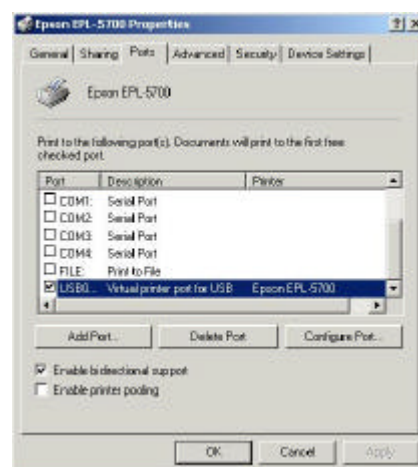 Epson EPL-5700 Properties
General Sharing Ports Advanced Security Device Settings
Epson EPL-5700
Print to the following port(s). Documents will print to the first free
checked port.
Port Description Printer
COM1: Serial Port
COM2: Serial Port
COM3: Serial Port
COM4: Serial Port
FILE: Print to File
USB0... Virtual printer port for USB Epson EPL-5700
Add Port... Delete Port Configure Port...
Enable bidirectional support
Enable printer pooling
OK Cancel Apply